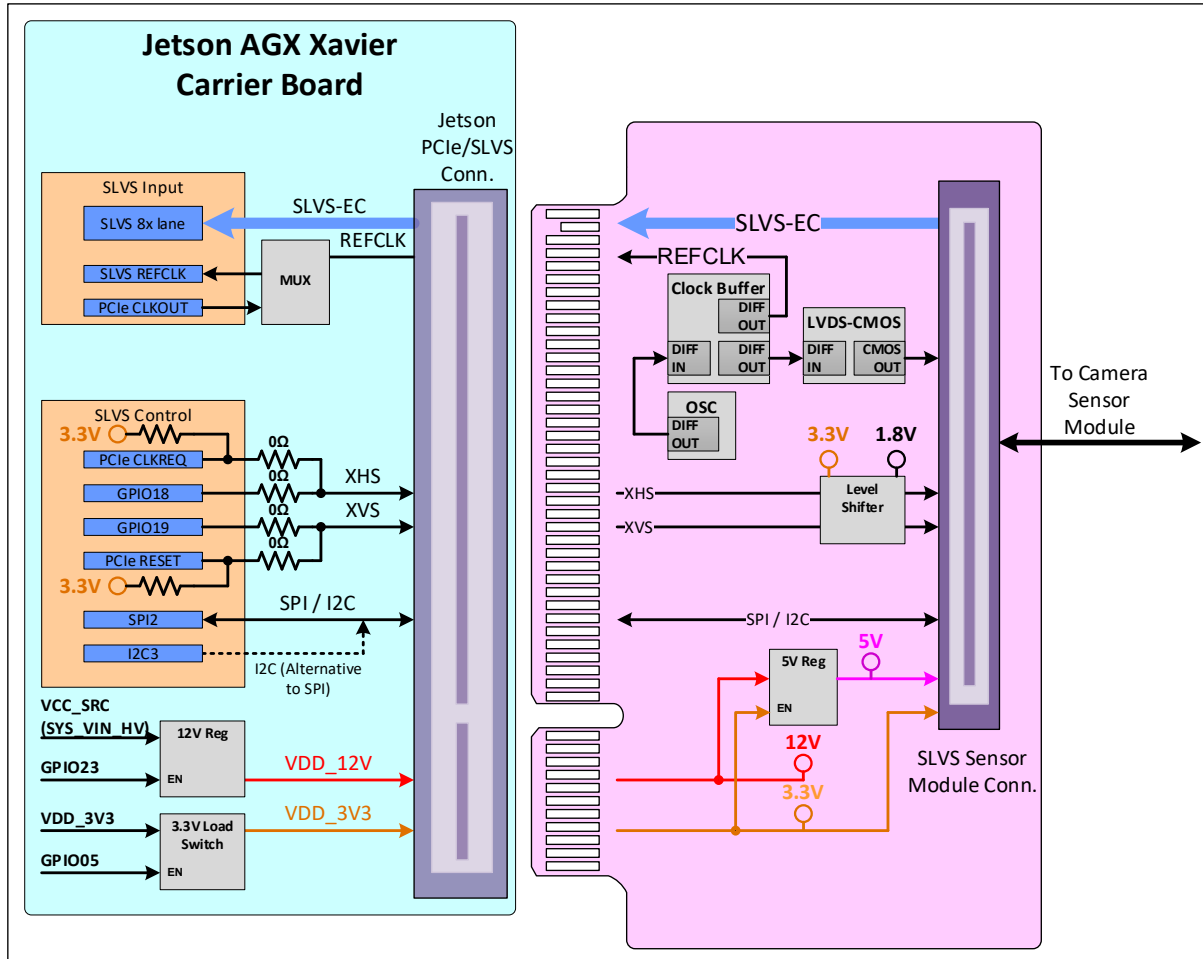 Jetson AGX Xavier
Carrier Board
Jetson
PCIe/SLVS
Conn.
SLVS Input
SLVS 8x lane
SLVS-EC
REFCLK
SLVS REFCLK
MUX
PCIe CLKOUT
SLVS Control
3.3V
0Ω
PCIe CLKREQ
XHS
0Ω
GPIO18
0Ω
XVS
GPIO19
0Ω
PCIe RESET
3.3V
SPI / I2C
SPI2
I2C3
I2C (Alternative
to SPI)
VCC_SRC
(SYS_VIN_HV)
12V Reg
GPIO23
EN
VDD_12V
VDD_3V3
3.3V Load
Switch
VDD_3V3
GPIO05
EN
SLVS-EC
REFCLK
Clock Buffer
DIFF
OUT
DIFF
IN
DIFF
OUT
LVDS-CMOS
DIFF
IN
CMOS
OUT
OSC
DIFF
OUT
3.3V
1.8V
XHS
Level
Shifter
XVS
SPI / I2C
5V
5V Reg
EN
12V
3.3V
SLVS Sensor
Module Conn.
To Camera
Sensor
Module